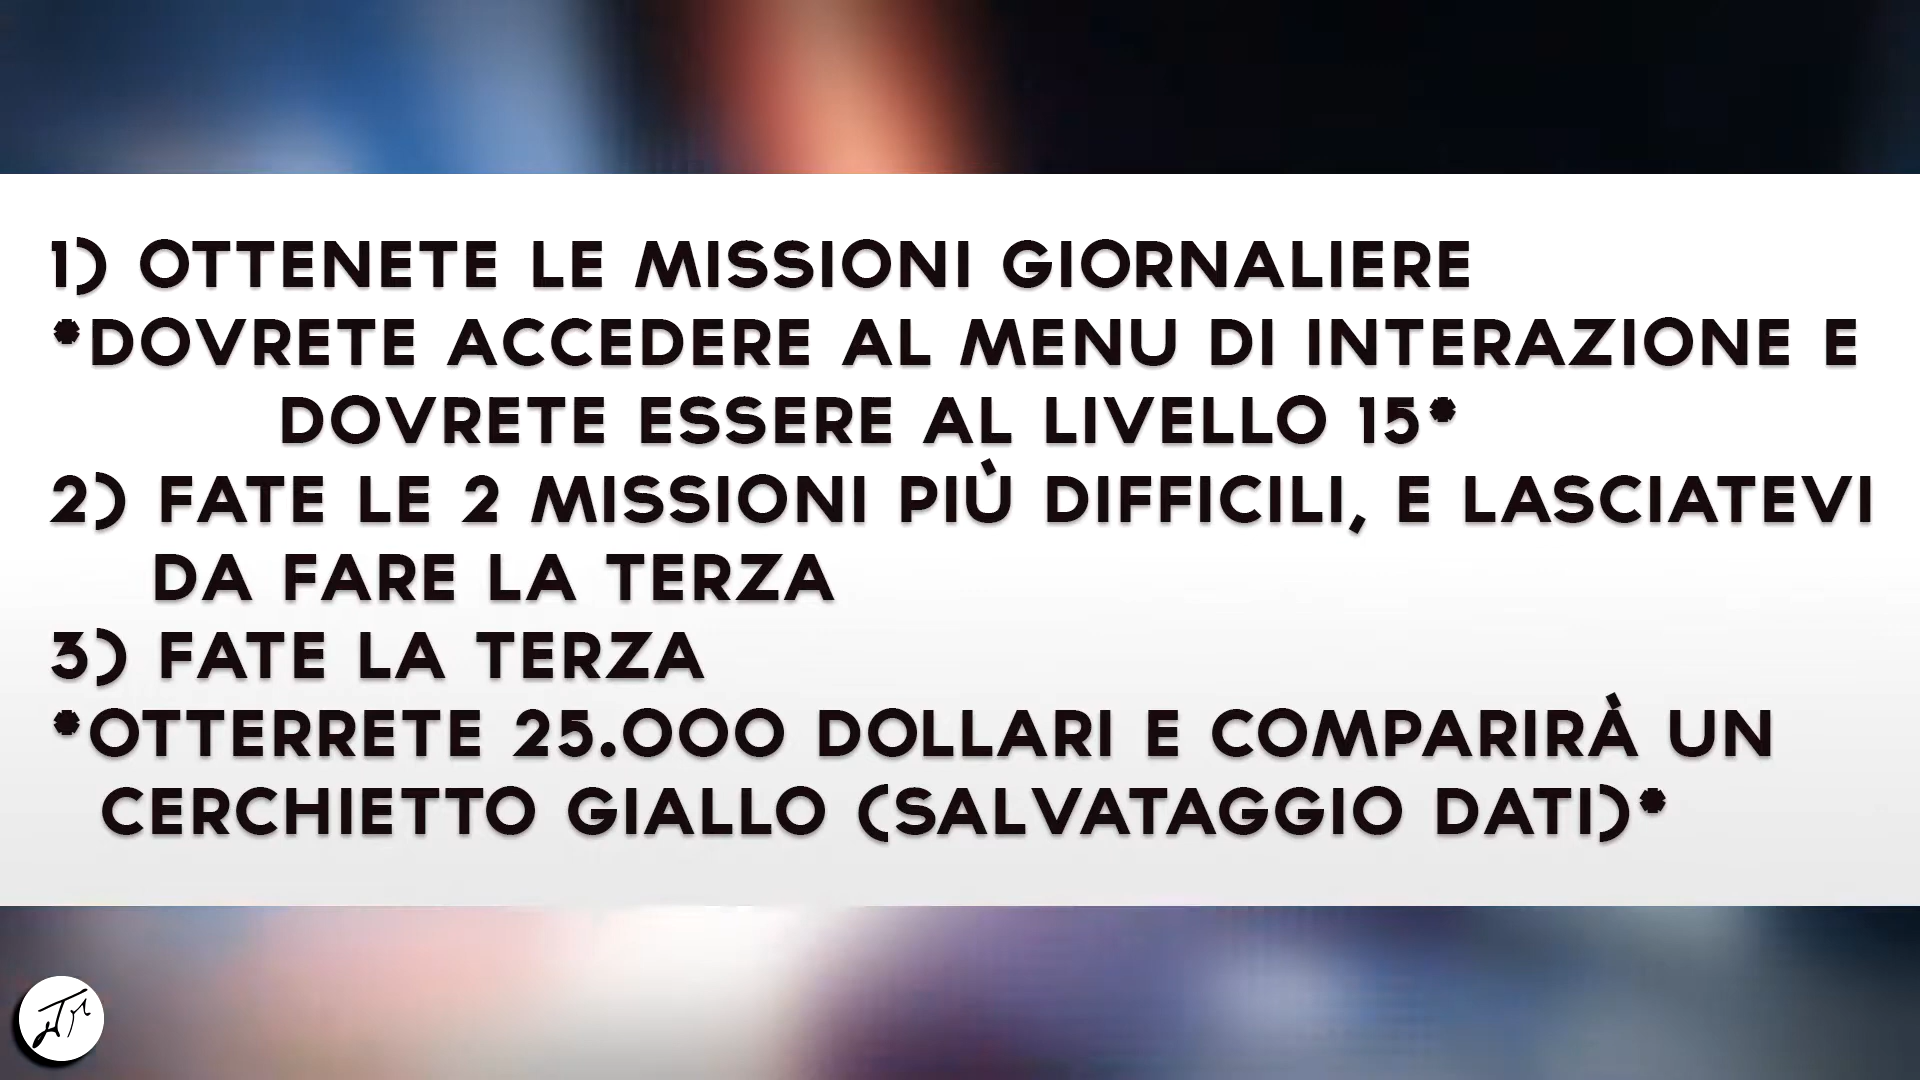 1) OTTENETE LE MISSIONI GIORNALIERE
*DOVRETE ACCEDERE AL MENU DI INTERAZIONE E
DOVRETE ESSERE AL LIVELLO 15*
2) FATE LE 2 MISSIONI PIÙ DIFFICILI, E LASCIATEVI
DA FARE LA TERZA
3) FATE LA TERZA
*OTTERRETE 25.000 DOLLARI E COMPARIRÀ UN
CERCHIETTO GIALLO (SALVATAGGIO DATI)*